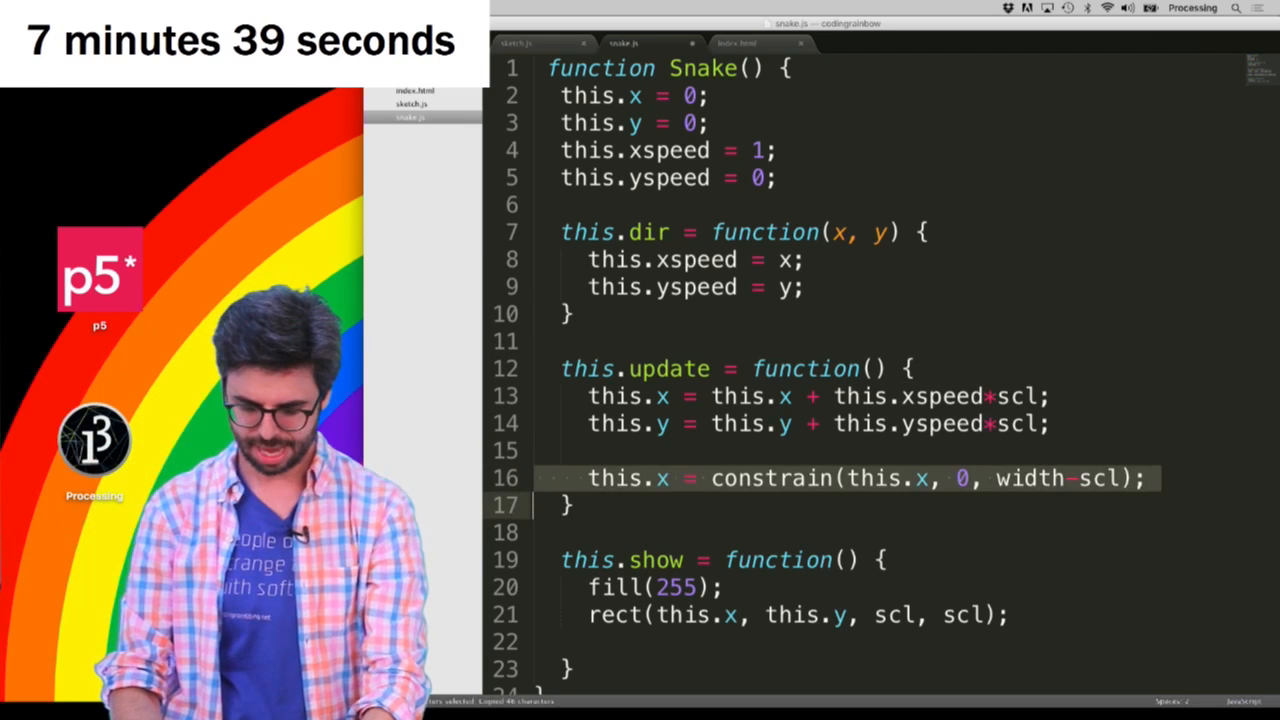 7 minutes 39 seconds
Processing
snake.js — codingrainbow
sketch.js
snake.js
index.html
index.html
sketch.js
snake.js
p5*
p5
Processing
1 function Snake() {
2 this.x = 0;
3 this.y = 0;
4 this.xspeed = 1;
5 this.yspeed = 0;
6
7 this.dir = function(x, y) {
8 this.xspeed = x;
9 this.yspeed = y;
10 }
11
12 this.update = function() {
13 this.x = this.x + this.xspeed*scl;
14 this.y = this.y + this.yspeed*scl;
15
16 this.x = constrain(this.x, 0, width-scl);
17 }
18
19 this.show = function() {
20 fill(255);
21 rect(this.x, this.y, scl, scl);
22
23 }
24 }
eople o
range
with soft
selected, Copied 46 characters
Spaces: 2
JavaScript